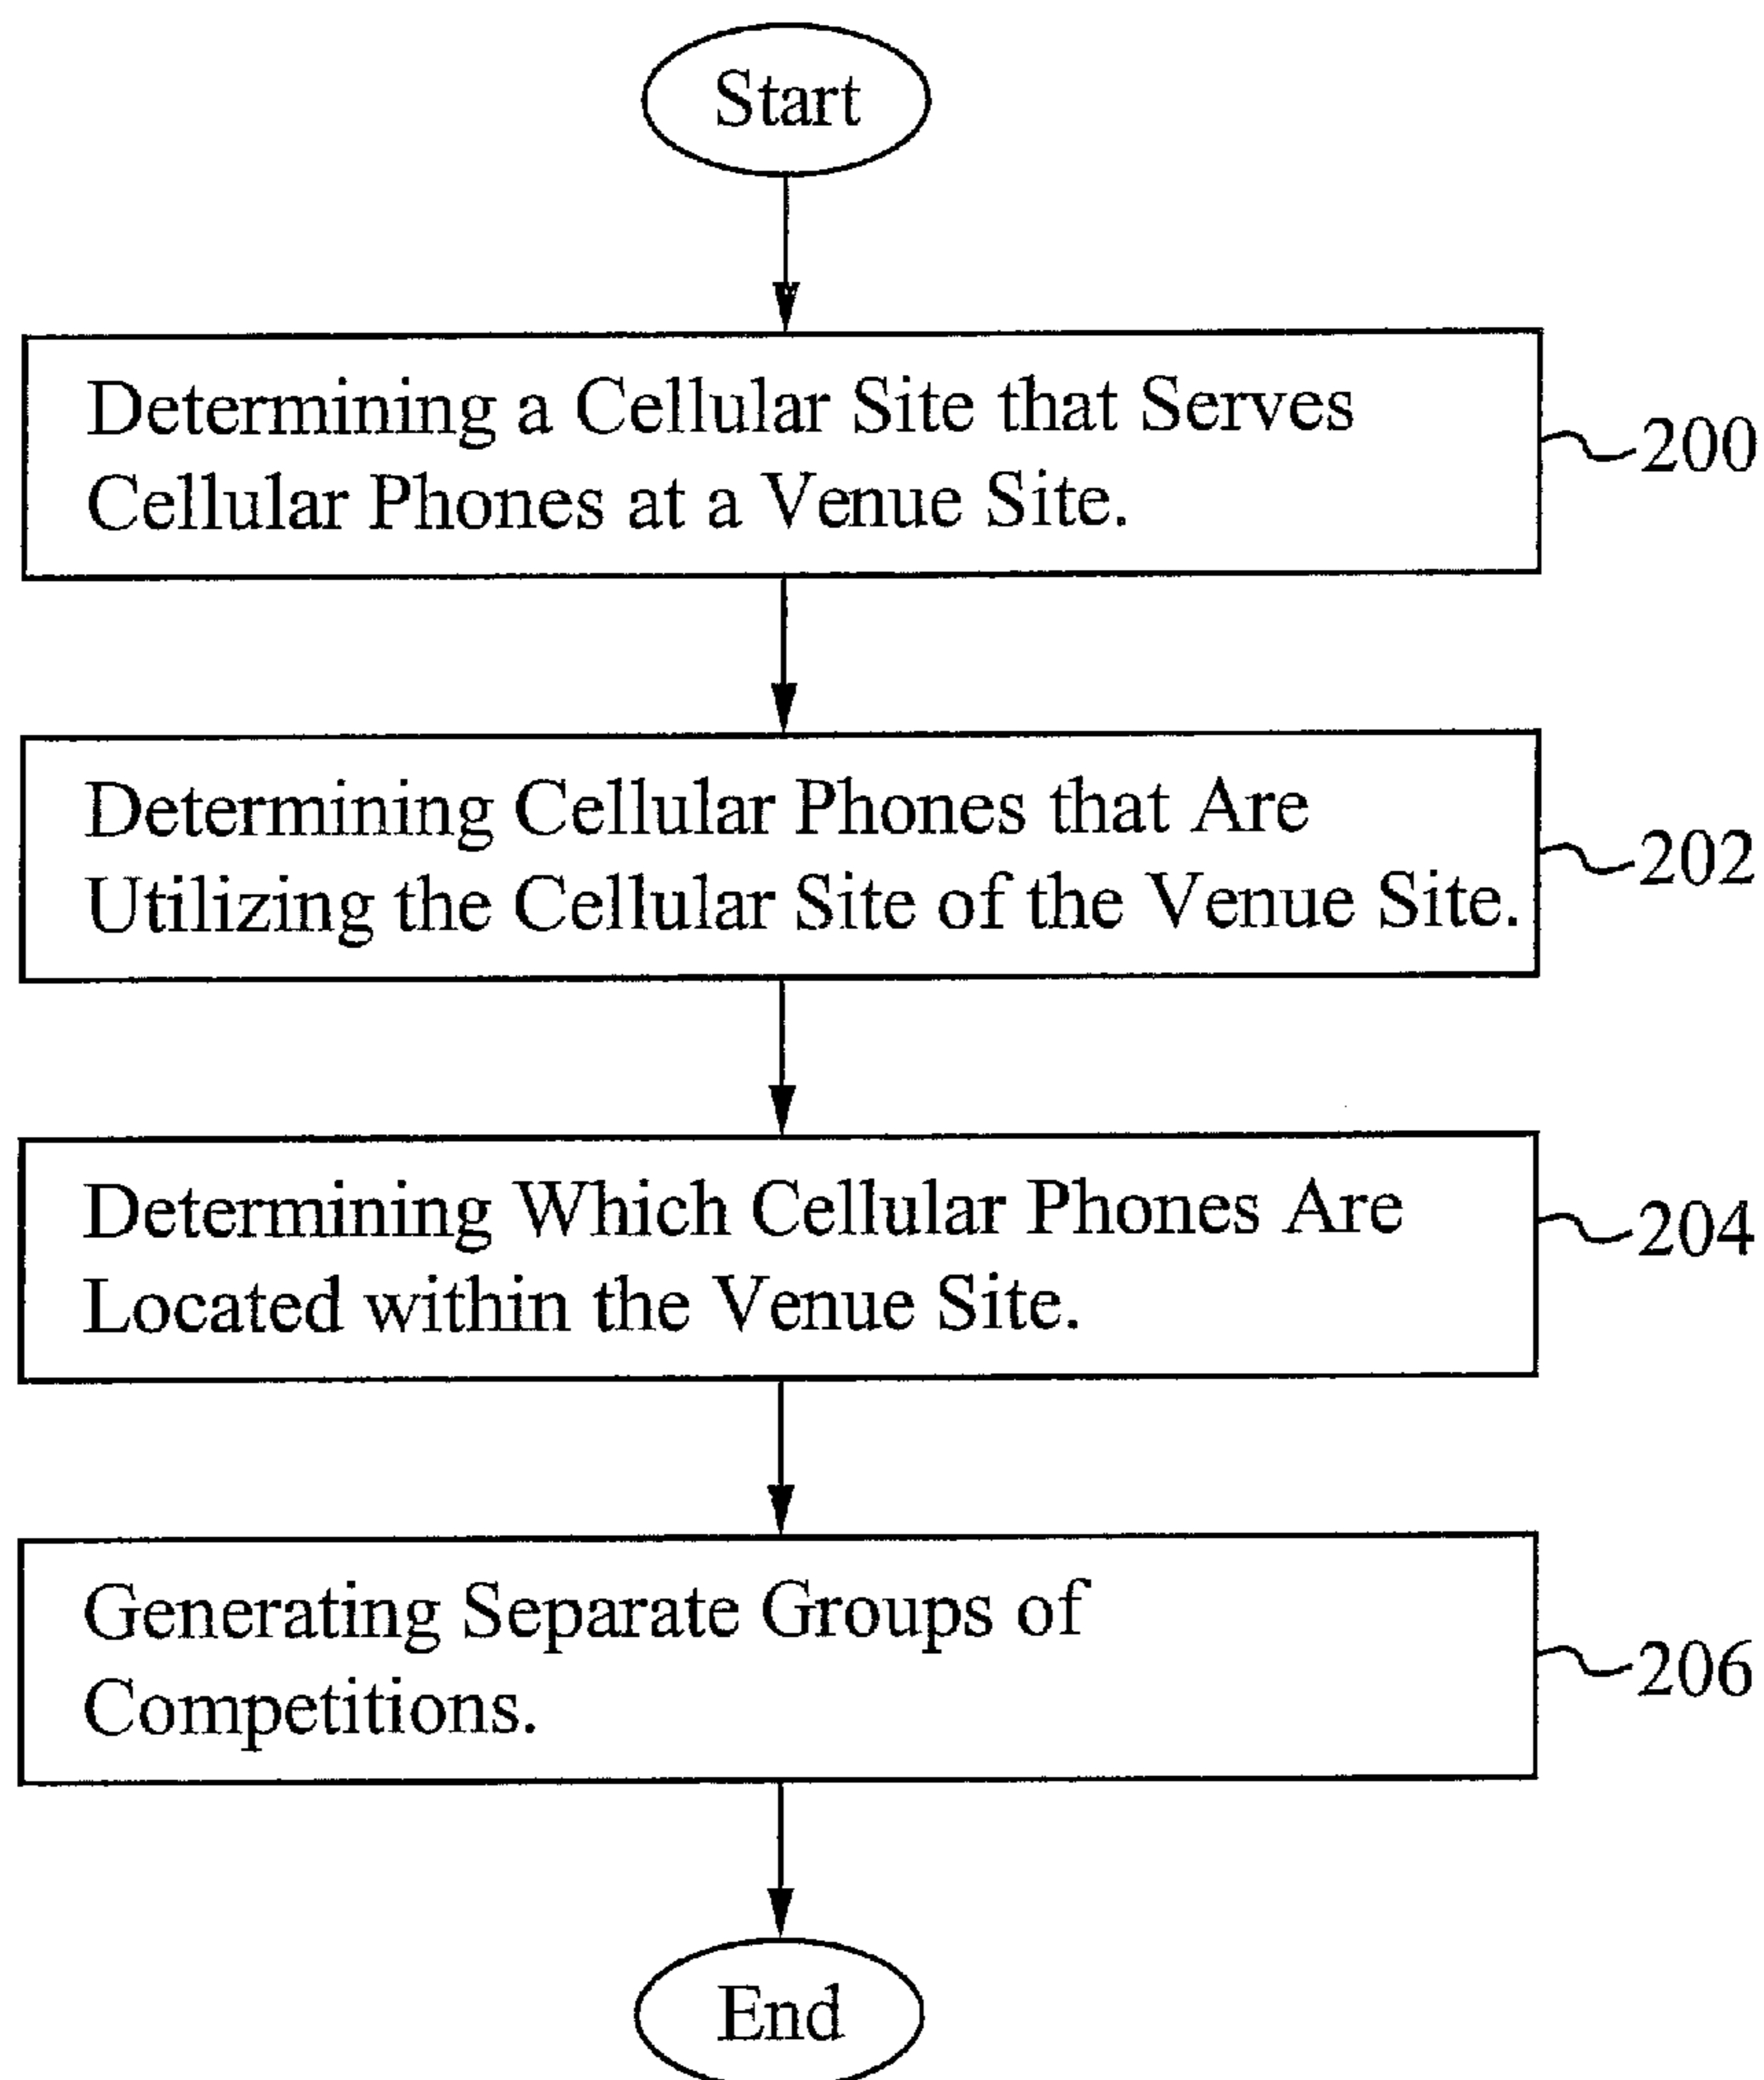 Start
Determining a Cellular Site that Serves
Cellular Phones at a Venue Site.
200
Determining Cellular Phones that Are
Utilizing the Cellular Site of the Venue Site.
202
Determining Which Cellular Phones Are
Located within the Venue Site.
204
Generating Separate Groups of
Competitions.
206
End